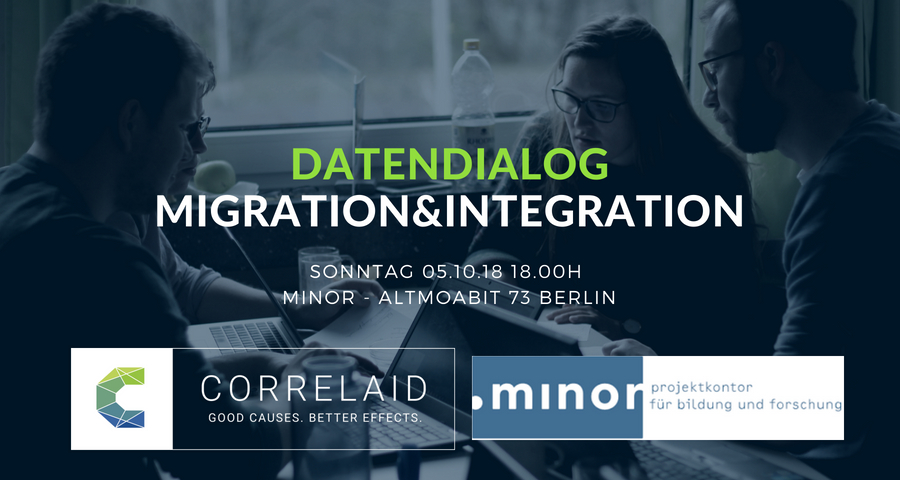 DATENDIALOG
MIGRATION&INTEGRATION
SONNTAG 05.10.18 18.00H
MINOR - ALTMOABIT 73 BERLIN
CORRELAID
GOOD CAUSES. BETTER EFFECTS.
.minor
projektkontor
für bildung und forschung